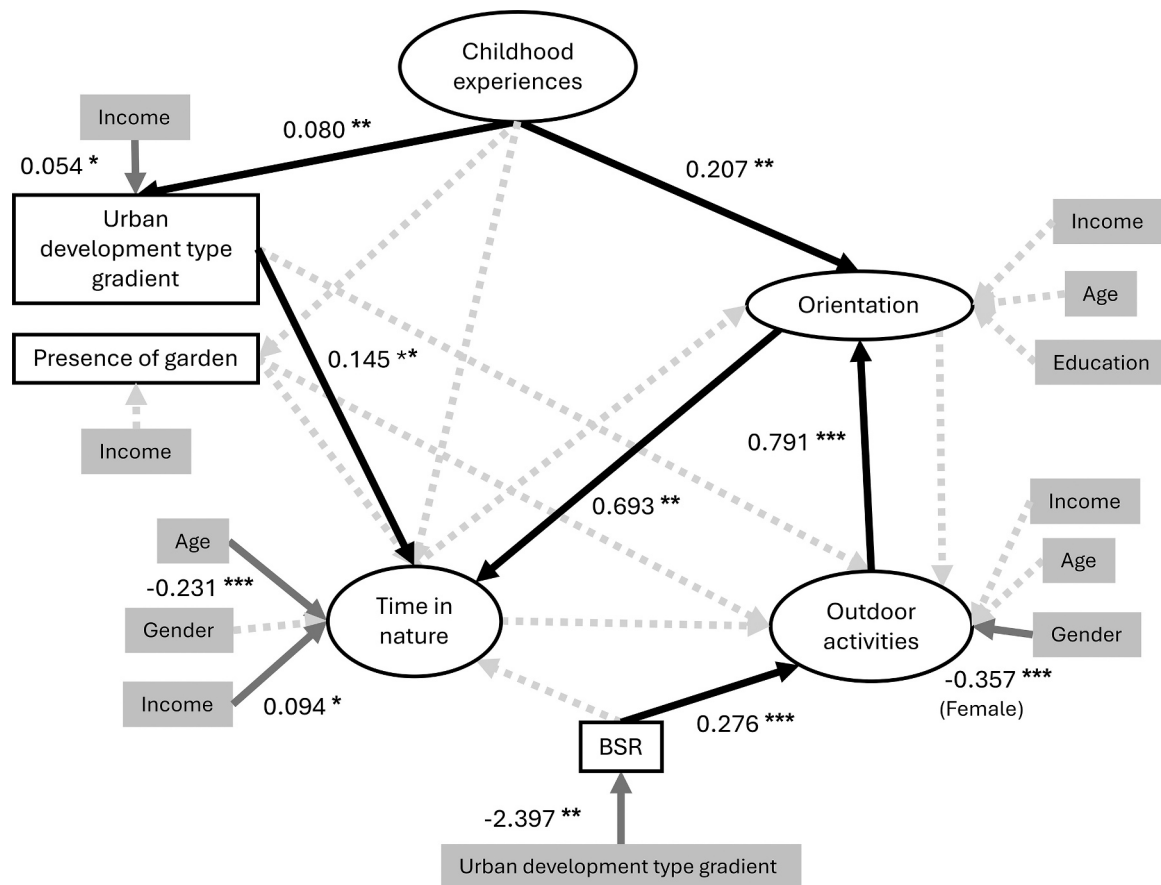 Childhood
experiences
Income
0.080 **
0.054 *
0.207 **
Urban
development type
gradient
Income
Orientation
Age
Presence of garden
0.145 **
Education
Income
0.791 ***
0.693 **
Income
Age
Age
-0.231 ***
Time in
nature
Outdoor
activities
Gender
Gender
Income
0.094 *
-0.357 ***
(Female)
0.276 ***
BSR
-2.397 **
Urban development type gradient